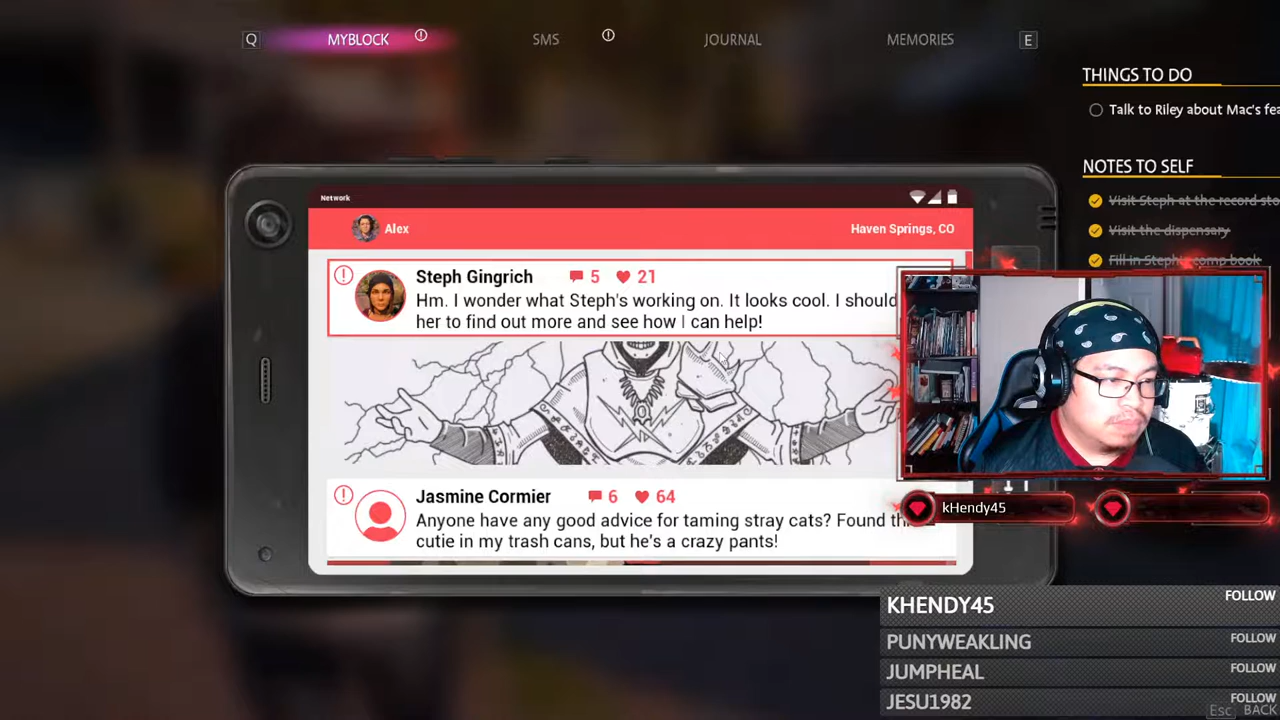 Q MYBLOCK SMS JOURNAL MEMORIES E
THINGS TO DO
Talk to Riley about Mac's fea
NOTES TO SELF
Visit Steph at the record sto
Visit the dispensary
Fill in Steph's comp book
Network
Alex
Haven Springs, CO
Steph Gingrich 5 21
Hm. I wonder what Steph's working on. It looks cool. I should
her to find out more and see how I can help!
Jasmine Cormier 6 64
Anyone have any good advice for taming stray cats? Found
cutie in my trash cans, but he's a crazy pants!
kHendy45
KHENDY45 FOLLOW
PUNYWEAKLING FOLLOW
JUMPHEAL FOLLOW
JESU1982 FOLLOW
Esc BACK